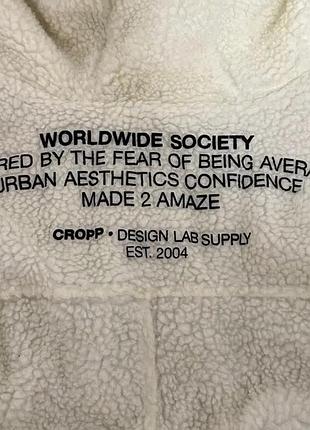 WORLDWIDE SOCIETY
RED BY THE FEAR OF BEING AVERA
URBAN AESTHETICS CONFIDENCE
MADE 2 AMAZE
CROPP • DESIGN LAB SUPPLY
EST. 2004